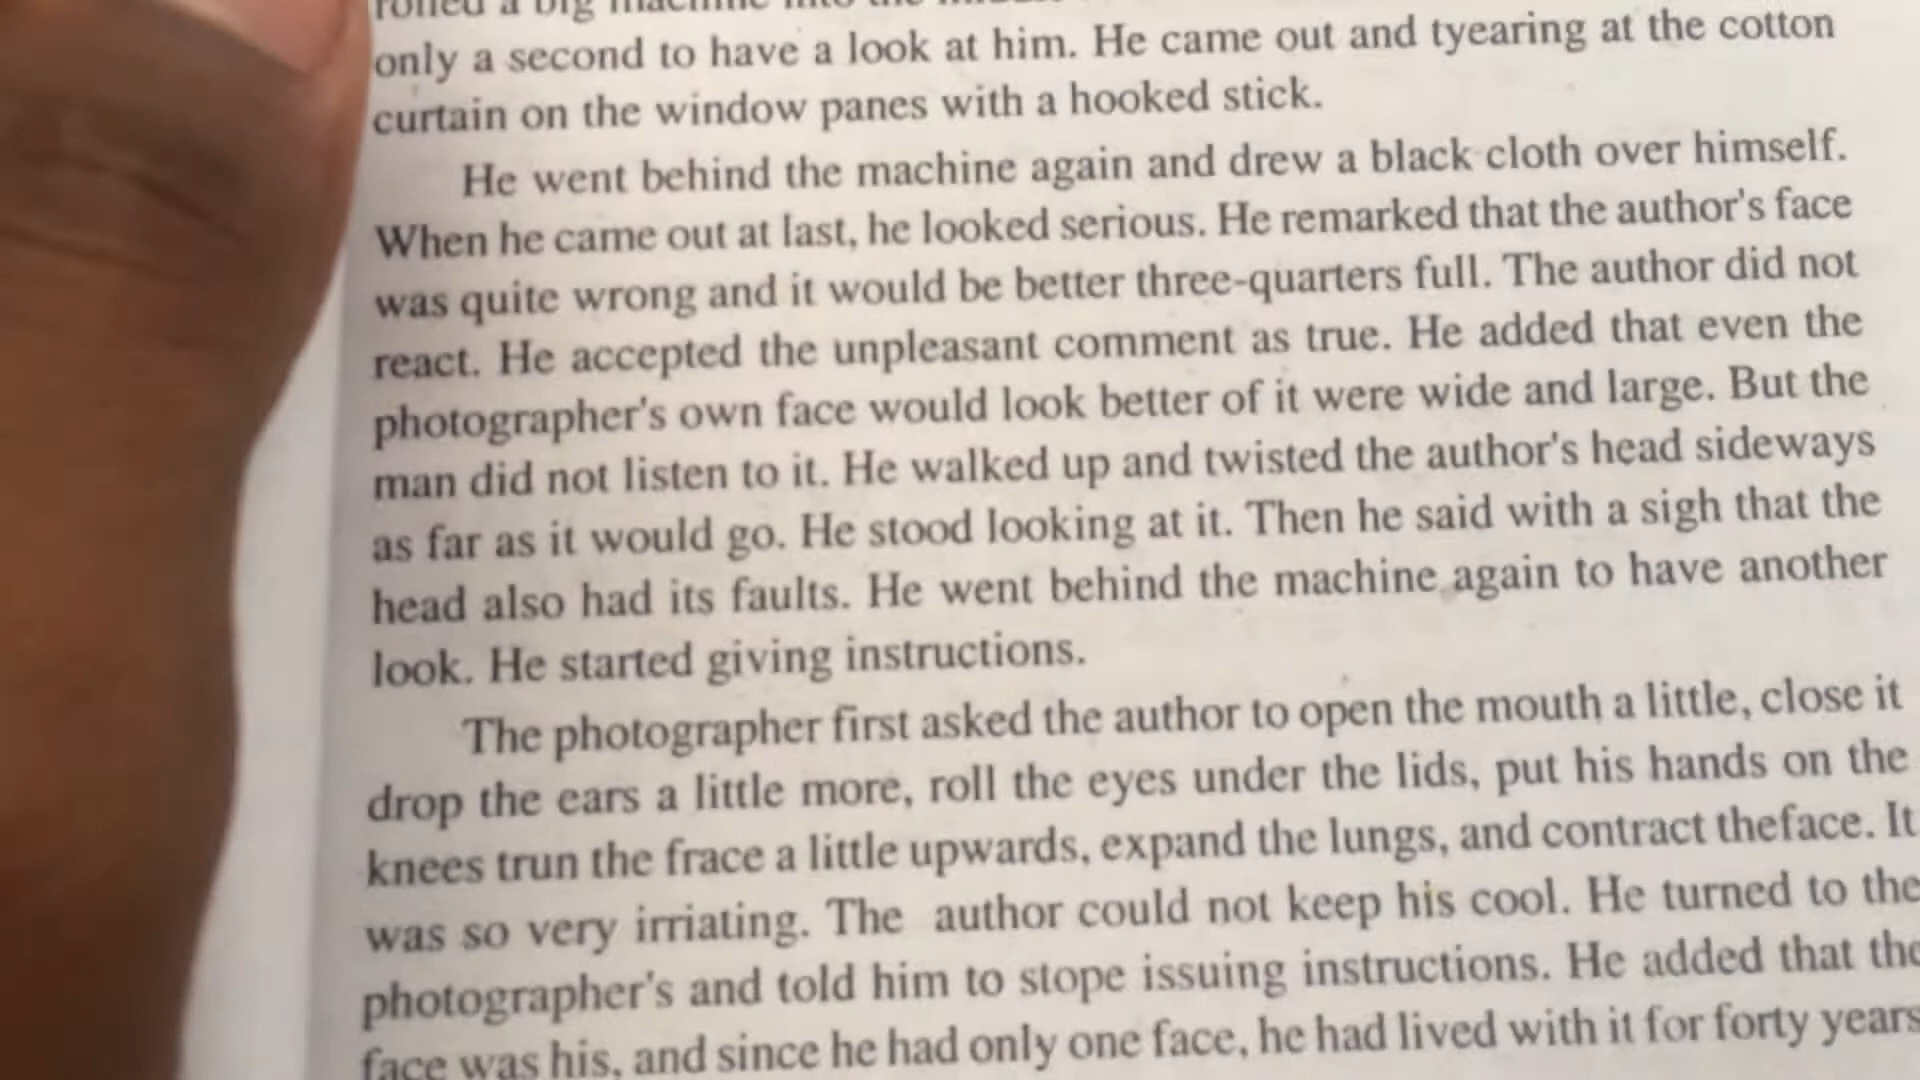 rolled a big machine into the
only a second to have a look at him. He came out and tyearing at the cotton
curtain on the window panes with a hooked stick.
He went behind the machine again and drew a black cloth over himself.
When he came out at last, he looked serious. He remarked that the author's face
was quite wrong and it would be better three-quarters full. The author did not
react. He accepted the unpleasant comment as true. He added that even the
photographer's own face would look better of it were wide and large. But the
man did not listen to it. He walked up and twisted the author's head sideways
as far as it would go. He stood looking at it. Then he said with a sigh that the
head also had its faults. He went behind the machine again to have another
look. He started giving instructions.
The photographer first asked the author to open the mouth a little, close it
drop the ears a little more, roll the eyes under the lids, put his hands on the
knees trun the frace a little upwards, expand the lungs, and contract theface. It
was so very irriating. The author could not keep his cool. He turned to the
photographer's and told him to stope issuing instructions. He added that the
face was his, and since he had only one face, he had lived with it for forty years